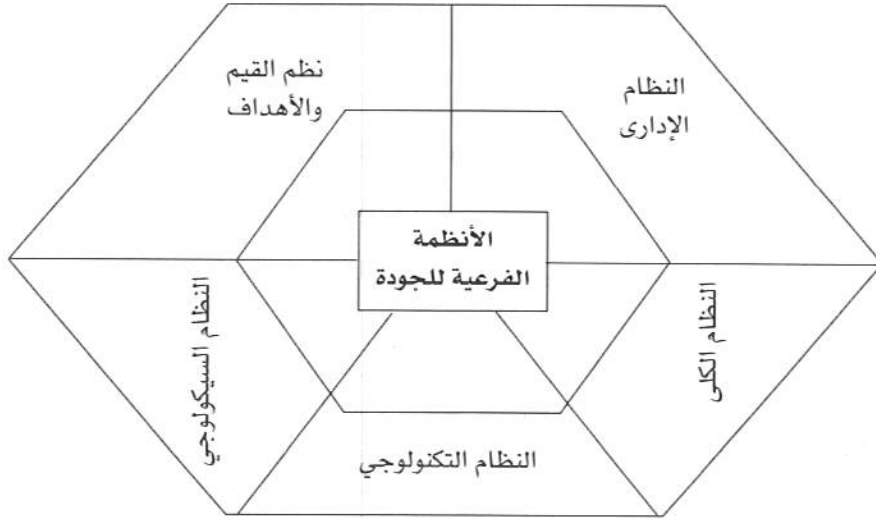 النظام
الإدارى
نظم القيم
والأهداف
الأنظمة
الفرعية للجودة
النظام الكلى
النظام السيكولوجي
النظام التكنولوجي